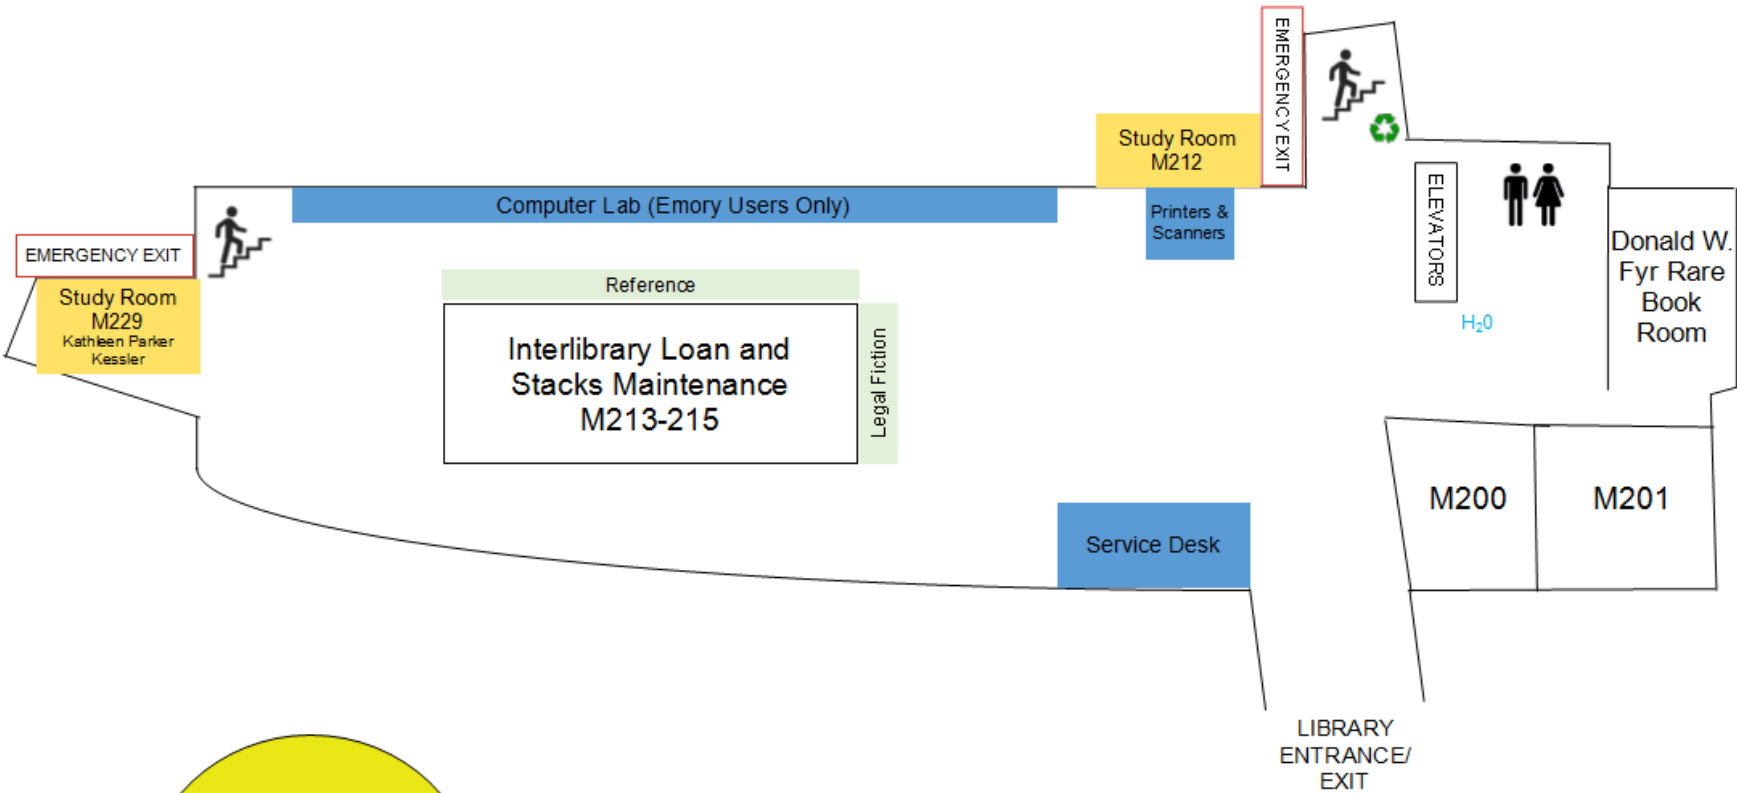 EMERGENCY EXIT
Study Room
M212
Computer Lab (Emory Users Only)
Printers &
Scanners
ELEVATORS
EMERGENCY EXIT
Donald W.
Fyr Rare
Book
Room
Reference
Study Room
M229
Kathleen Parker
Kessler
H₂0
Interlibrary Loan and
Stacks Maintenance
M213-215
Legal Fiction
M200
M201
Service Desk
LIBRARY
ENTRANCE/
EXIT